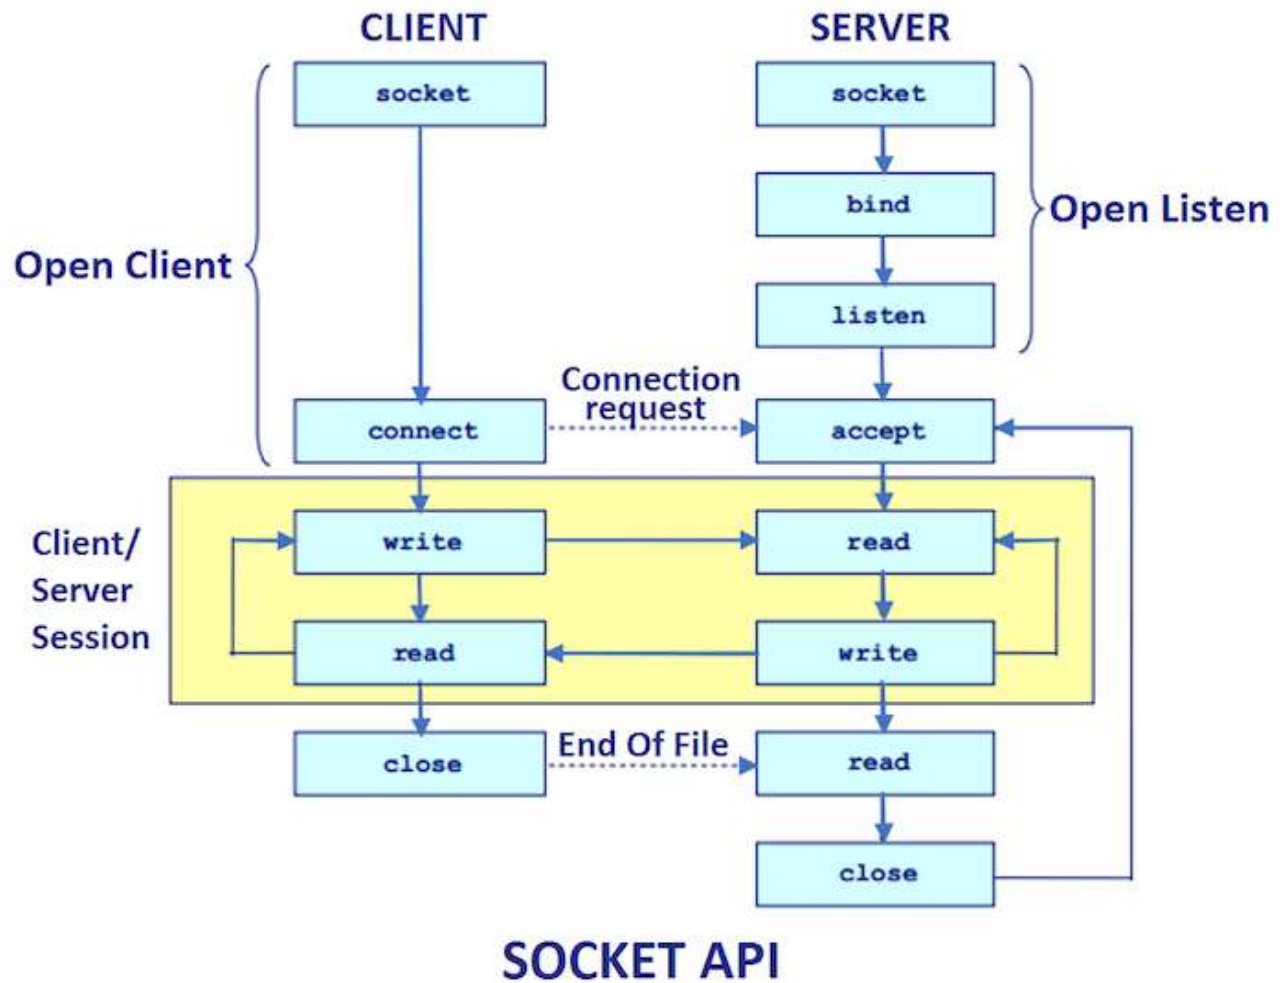 CLIENT
SERVER
socket
socket
bind
Open Listen
Open Client
listen
Connection
request
connect
accept
Client/
Server
Session
write
read
read
write
End Of File
close
read
close
SOCKET API